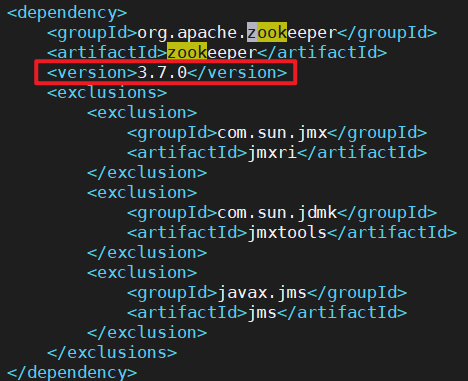 <dependency>
<groupId>org.apache.zookeeper</groupId>
<artifactId>zookeeper</artifactId>
<version>3.7.0</version>
<exclusions>
<exclusion>
<groupId>com.sun.jmx</groupId>
<artifactId>jmxri</artifactId>
</exclusion>
<exclusion>
<groupId>com.sun.jdmk</groupId>
<artifactId>jmxtools</artifactId>
</exclusion>
<exclusion>
<groupId>javax.jms</groupId>
<artifactId>jms</artifactId>
</exclusion>
</exclusions>
</dependency>